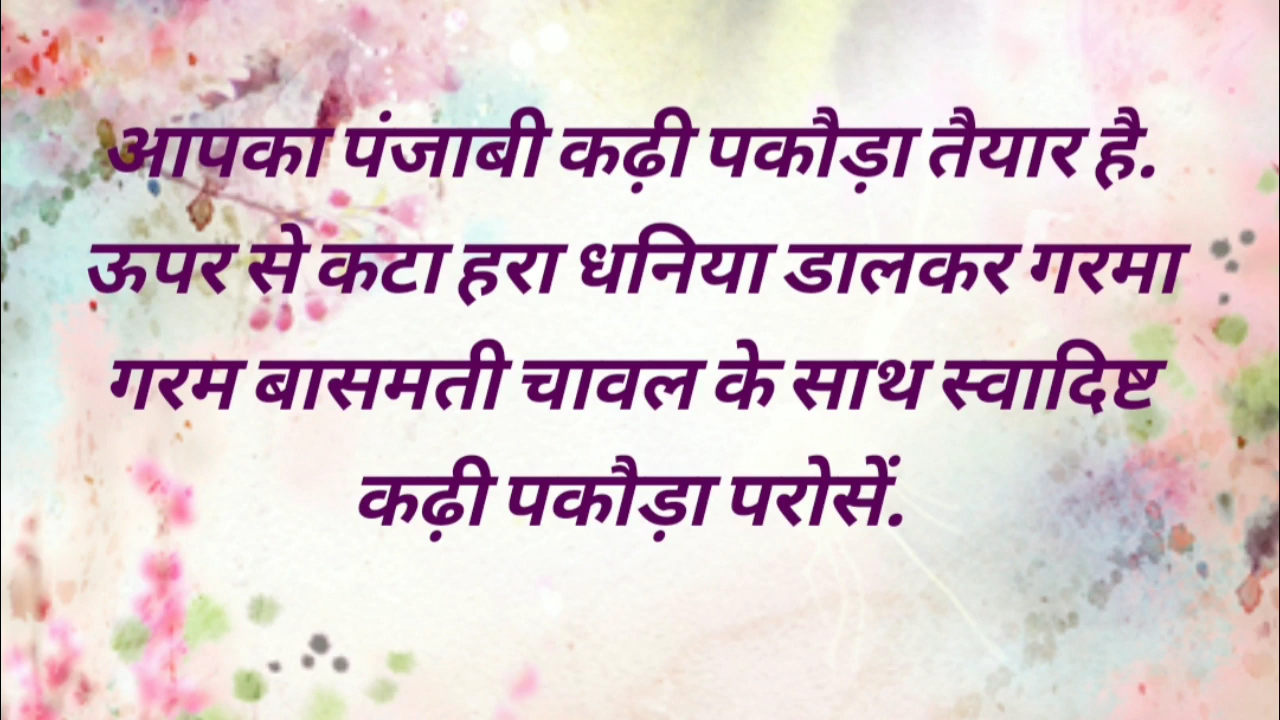 आपका पंजाबी कढ़ी पकौड़ा तैयार है.
ऊपर से कटा हरा धनिया डालकर गरमा
गरम बासमती चावल के साथ स्वादिष्ट
कढ़ी पकौड़ा परोसें.